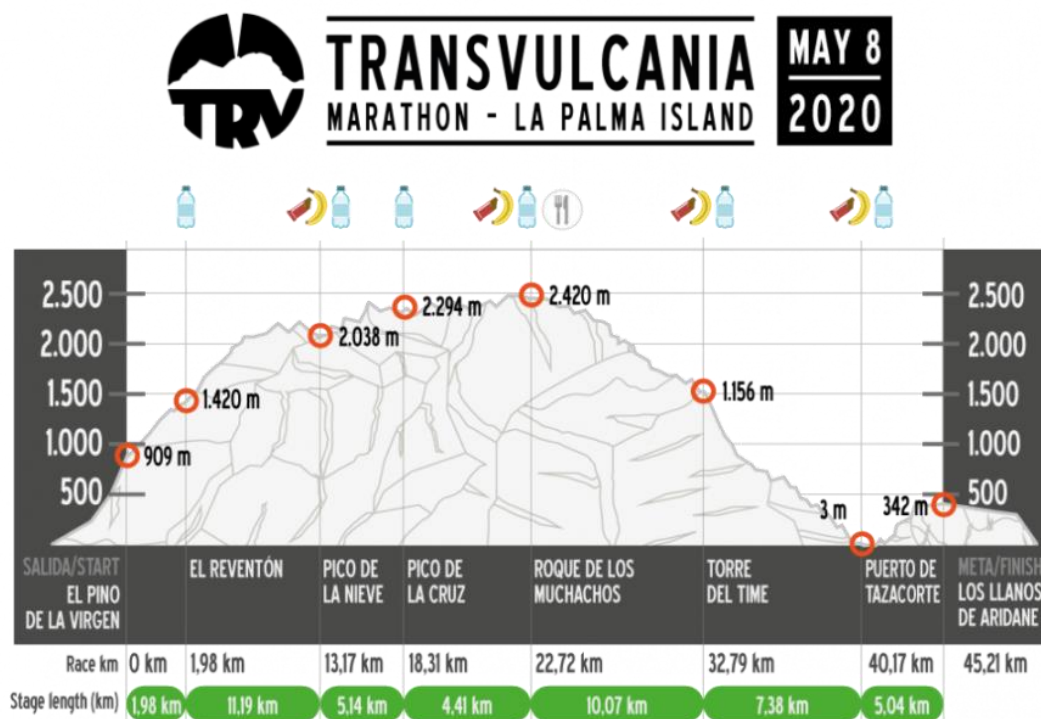 TRV
TRANSVULCANIA
MARATHON - LA PALMA ISLAND
MAY 8
2020
2.500
2.000
1.500
1.000
500
909 m
1.420 m
2.038 m
2.294 m
2.420 m
1.156 m
3 m
342 m
2.500
2.000
1.500
1.000
500
SALIDA/START
EL PINO
DE LA VIRGEN
EL REVENTÓN
PICO DE
LA NIEVE
PICO DE
LA CRUZ
ROQUE DE LOS
MUCHACHOS
TORRE
DEL TIME
PUERTO DE
TAZACORTE
META/FINISH
LOS LLANOS
DE ARIDANE
Race km 0 km 1,98 km 13,17 km 18,31 km 22,72 km 32,79 km 40,17 km 45,21 km
Stage length (km) 1,98 km 11,19 km 5,14 km 4,41 km 10,07 km 7,38 km 5,04 km